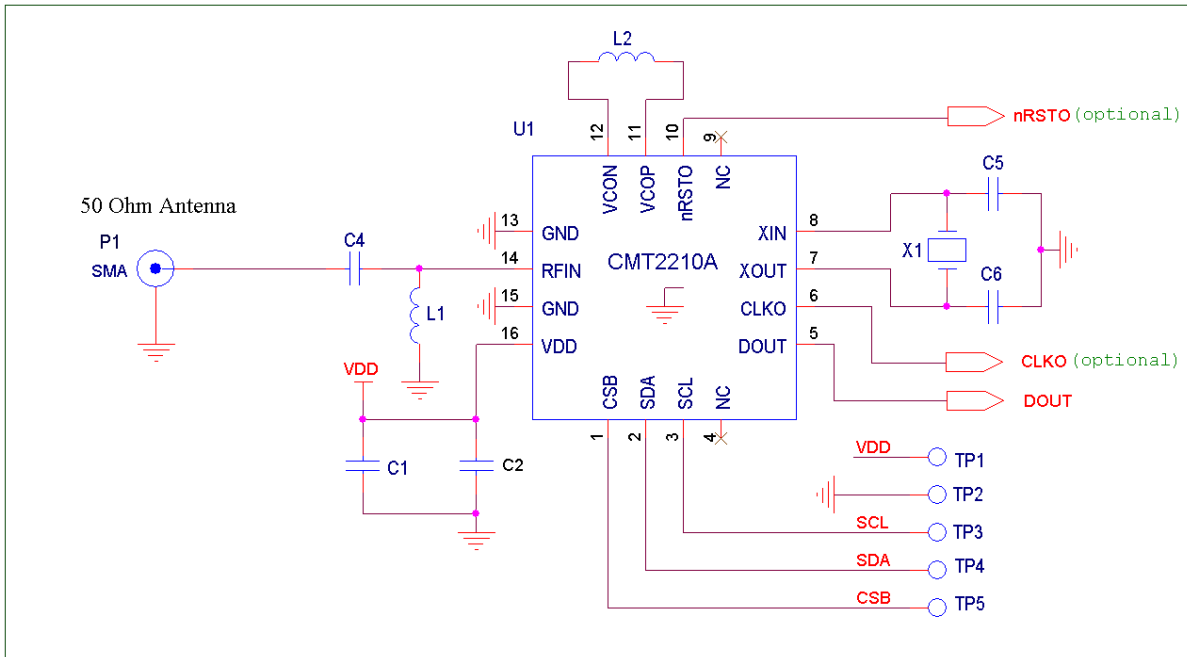 L2
U1
12
11
10
9
VCON
VCOP
nRSTO
NC
nRSTO (optional)
50 Ohm Antenna
P1
SMA
C4
L1
13
GND
14
RFIN
15
GND
16
VDD
CMT2210A
XIN
8
XOUT
7
CLKO
6
DOUT
5
C5
X1
C6
CLKO (optional)
DOUT
VDD
C1
C2
CSB
SDA
SCL
NC
1
2
3
4
VDD
TP1
TP2
SCL
TP3
SDA
TP4
CSB
TP5